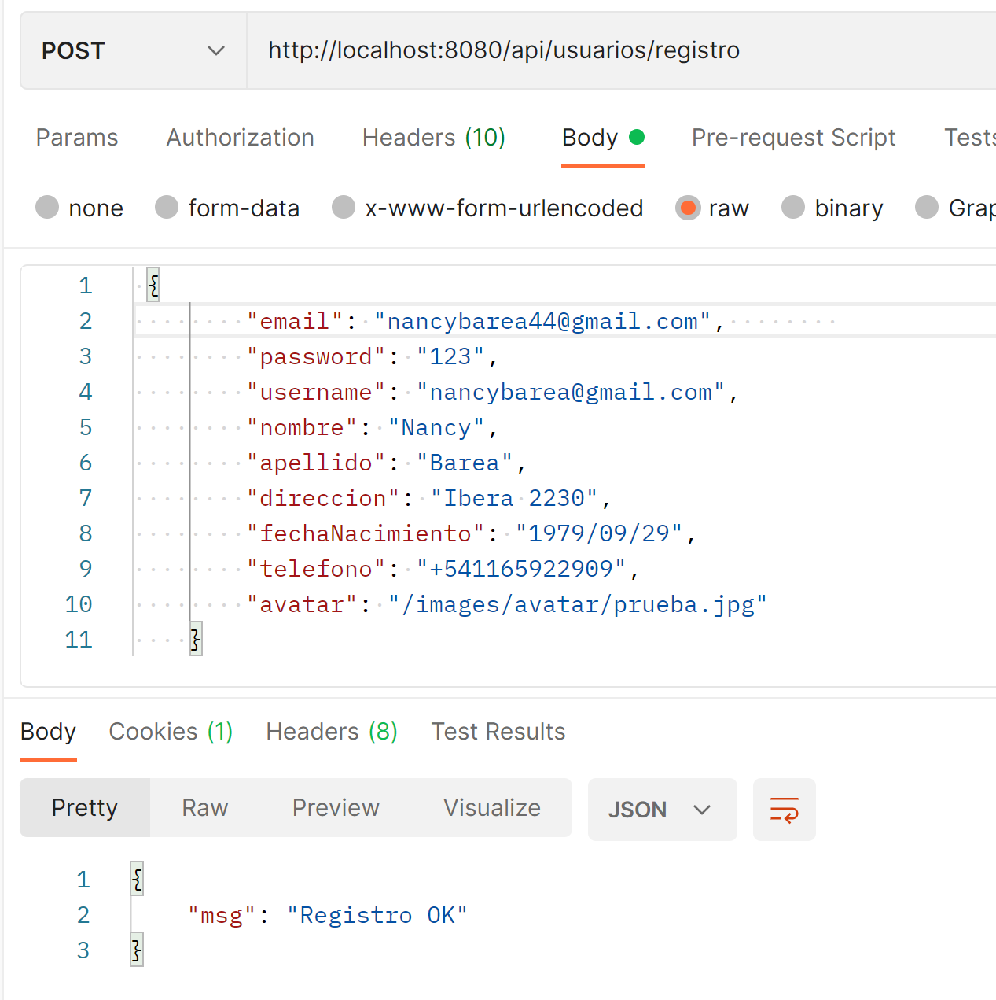 POST http://localhost:8080/api/usuarios/registro
Params Authorization Headers (10) Body Pre-request Script Tests
none form-data x-www-form-urlencoded raw binary Grap
1 {
2 "email": "nancybarea44@gmail.com",
3 "password": "123",
4 "username": "nancybarea@gmail.com",
5 "nombre": "Nancy",
6 "apellido": "Barea",
7 "direccion": "Ibera 2230",
8 "fechaNacimiento": "1979/09/29",
9 "telefono": "+541165922909",
10 "avatar": "/images/avatar/prueba.jpg"
11 }
Body Cookies (1) Headers (8) Test Results
Pretty Raw Preview Visualize JSON
1 {
2 "msg": "Registro OK"
3 }